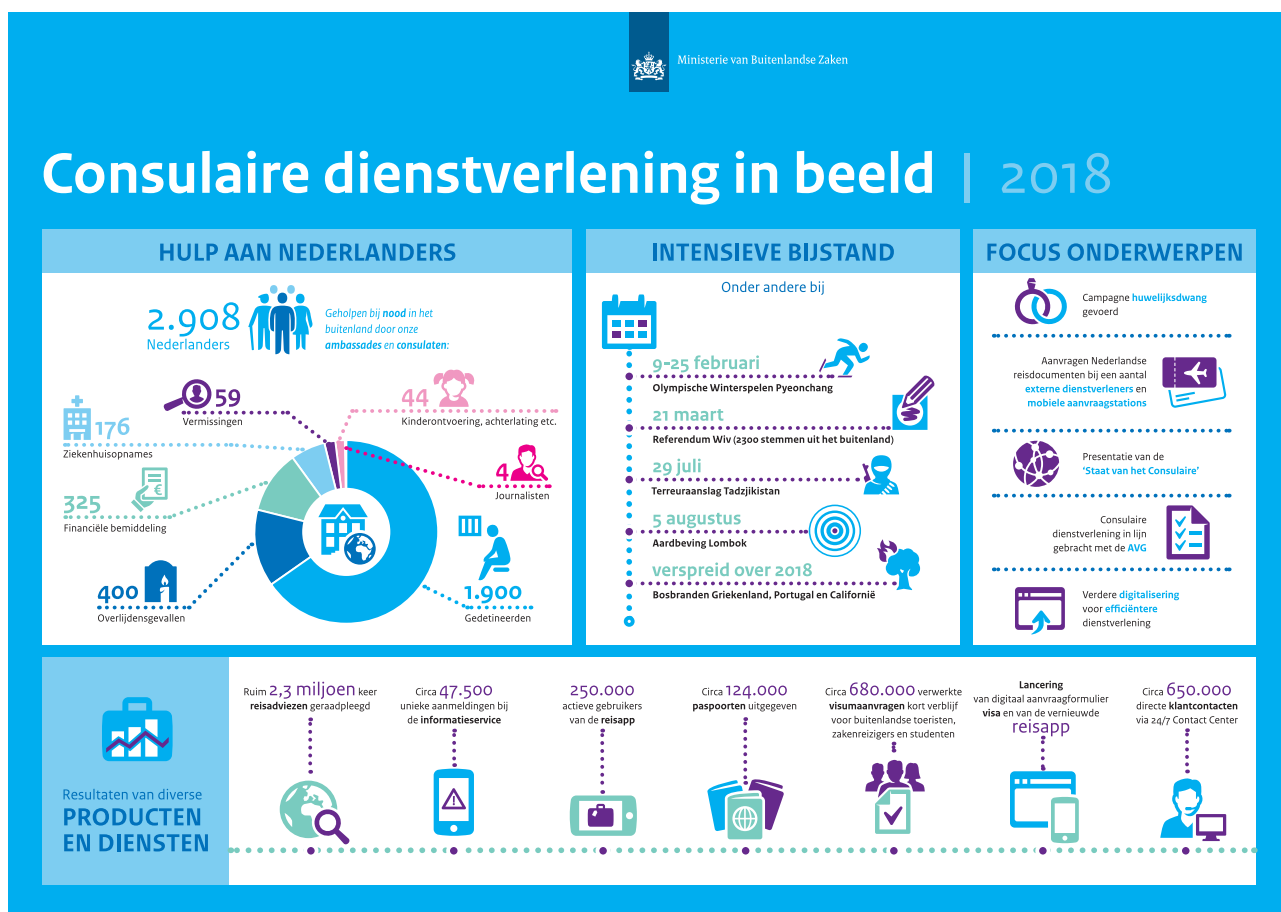 Ministerie van Buitenlandse Zaken
Consulaire dienstverlening in beeld | 2018
HULP AAN NEDERLANDERS
2.908
Nederlanders
Geholpen bij nood in het
buitenland door onze
ambassades en consulaten:
59
Vermissingen
44
Kinderontvoering, achterlating etc.
176
Ziekenhuisopnames
4
Journalisten
325
Financiële bemiddeling
400
Overlijdensgevallen
1.900
Gedetineerden
INTENSIEVE BIJSTAND
Onder andere bij
9-25 februari
Olympische Winterspelen Pyeonchang
21 maart
Referendum Wiv (2300 stemmen uit het buitenland)
29 juli
Terreuraanslag Tadzjikistan
5 augustus
Aardbeving Lombok
verspreid over 2018
Bosbranden Griekenland, Portugal en Californië
FOCUS ONDERWERPEN
Campagne huwelijksdwang
gevoerd
Aanvragen Nederlandse
reisdocumenten bij een aantal
externe dienstverleners en
mobiele aanvraagstations
Presentatie van de
‘Staat van het Consulaire’
Consulaire
dienstverlening in lijn
gebracht met de AVG
Verdere digitalisering
voor efficiëntere
dienstverlening
Resultaten van diverse
PRODUCTEN
EN DIENSTEN
Ruim 2,3 miljoen keer
reisadviezen geraadpleegd
Circa 47.500
unieke aanmeldingen bij
de informatieservice
250.000
actieve gebruikers
van de reisapp
Circa 124.000
paspoorten uitgegeven
Circa 680.000 verwerkte
visumaanvragen kort verblijf
voor buitenlandse toeristen,
zakenreizigers en studenten
Lancering
van digitaal aanvraagformulier
visa en van de vernieuwde
reisapp
Circa 650.000
directe klantcontacten
via 24/7 Contact Center